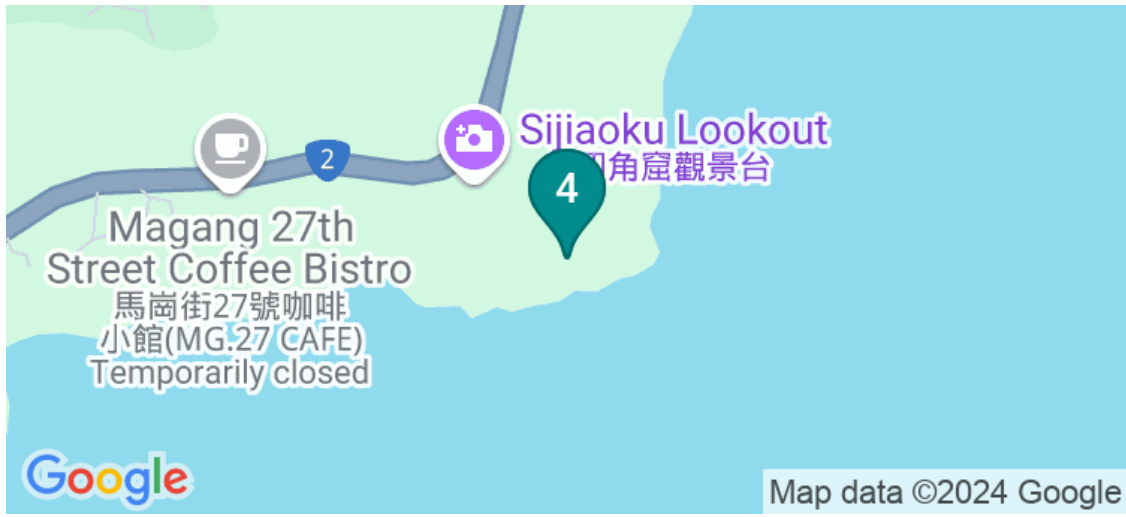 Sijiaoku Lookout
角窟觀景台
2
4
Magang 27th
Street Coffee Bistro
馬崗街27號咖啡
小館(MG.27 CAFE)
Temporarily closed
Google
Map data ©2024 Google